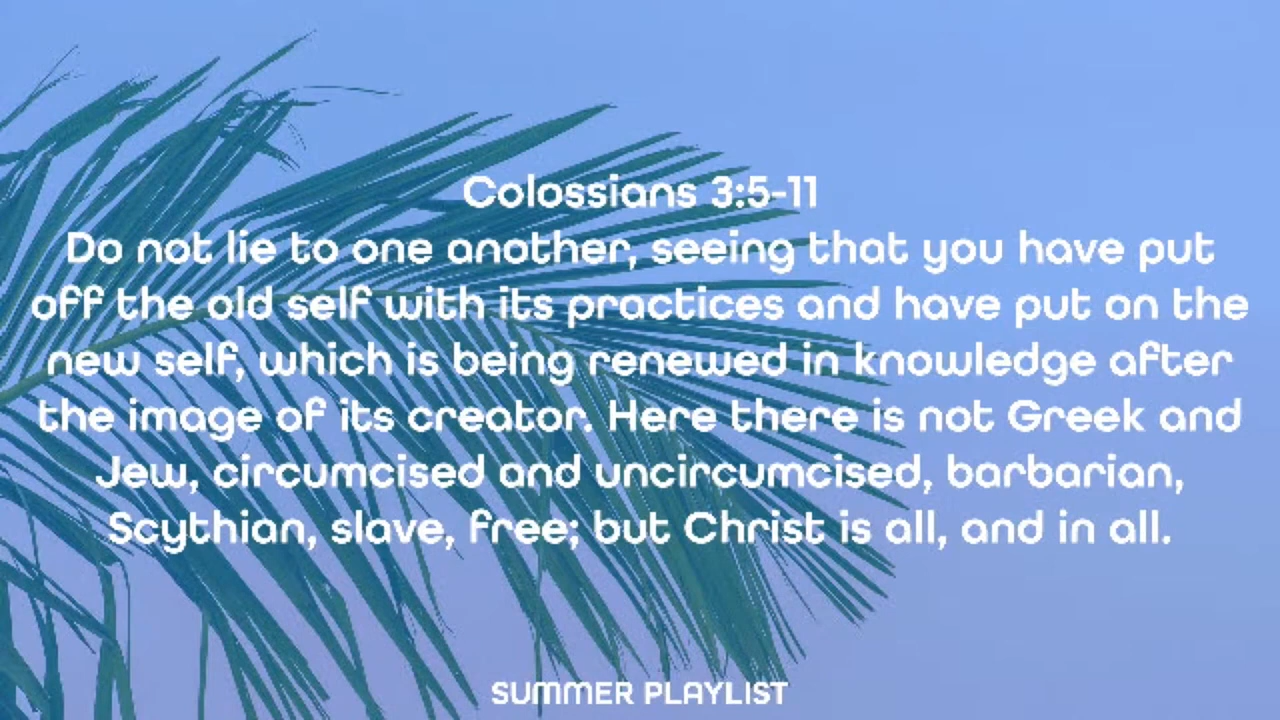 Colossians 3:5-11
Do not lie to one another, seeing that you have put
off the old self with its practices and have put on the
new self, which is being renewed in knowledge after
the image of its creator. Here there is not Greek and
Jew, circumcised and uncircumcised, barbarian,
Scythian, slave, free; but Christ is all, and in all.
SUMMER PLAYLIST